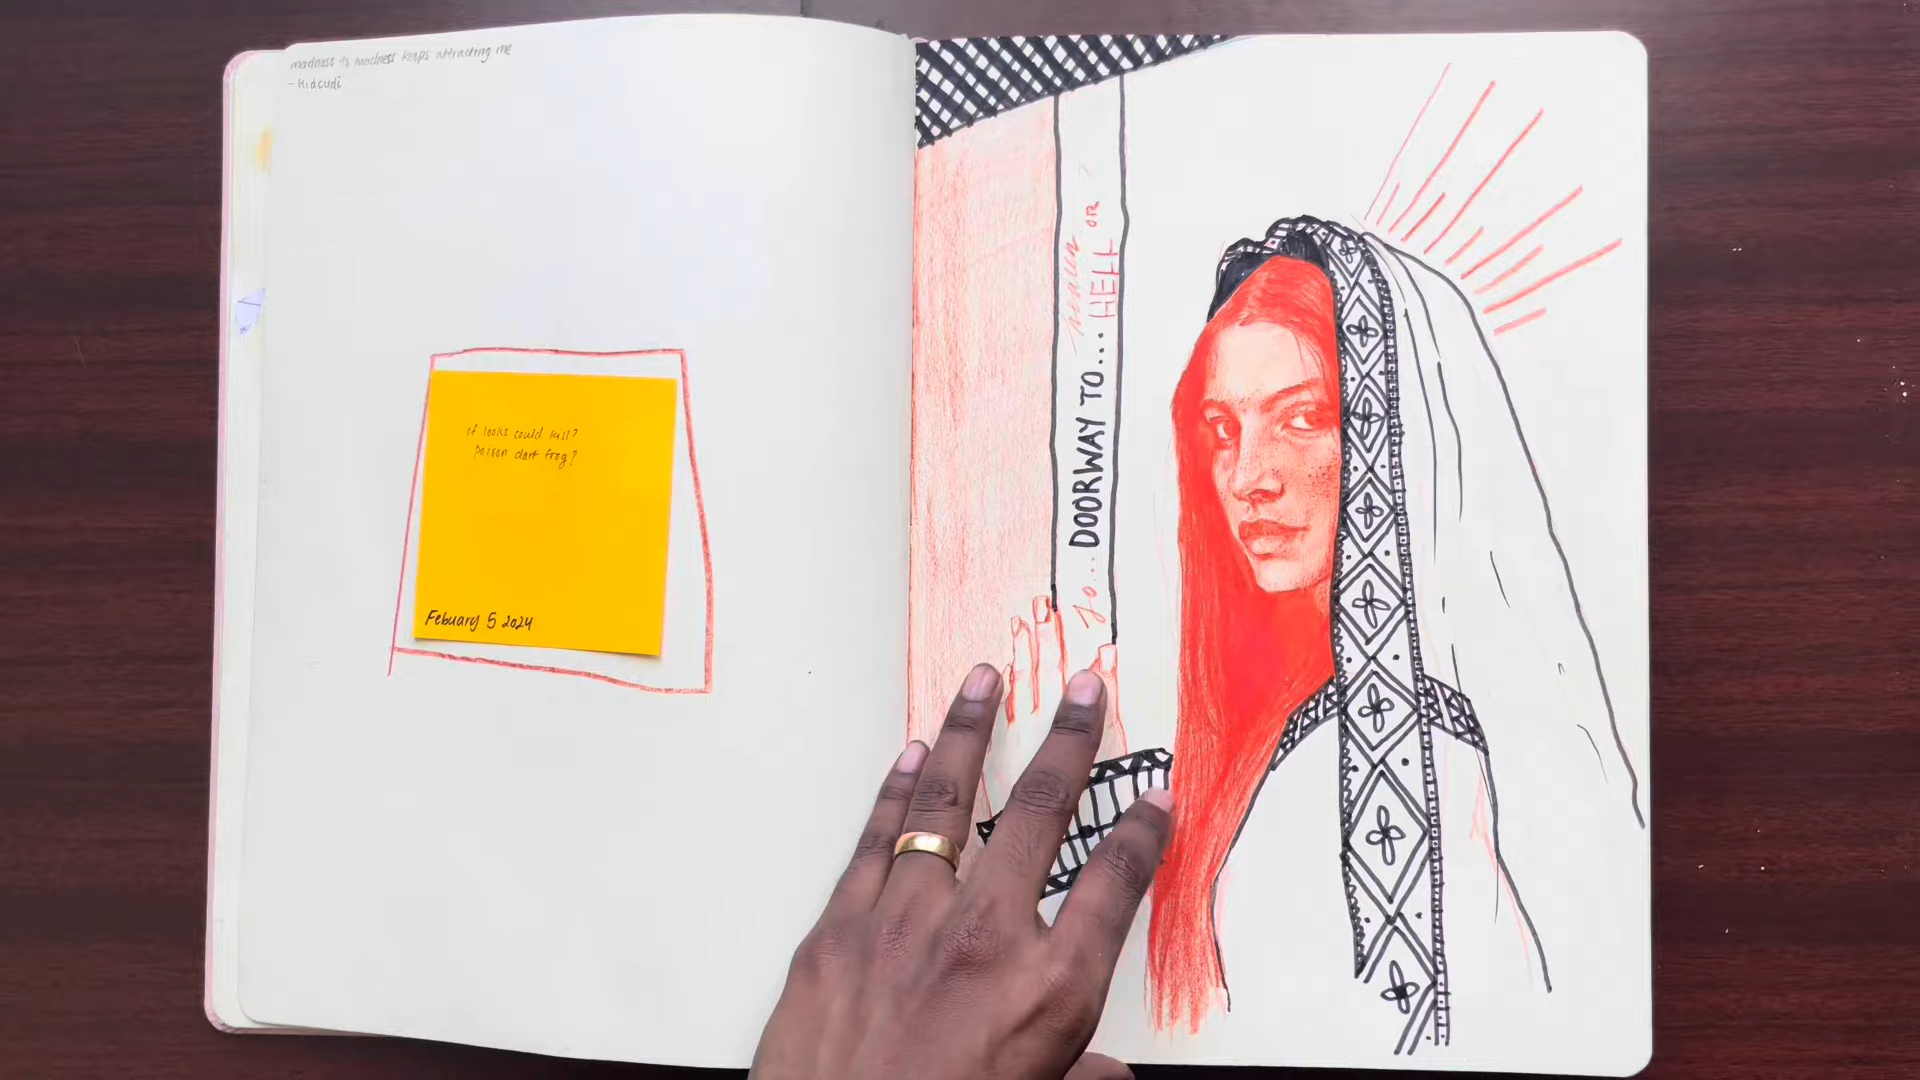 madness to madness keeps attracting me
- Kidcudi
if looks could kill?
poison dart frog?
Febuary 5 2024
To... DOORWAY TO... HELL OR ?